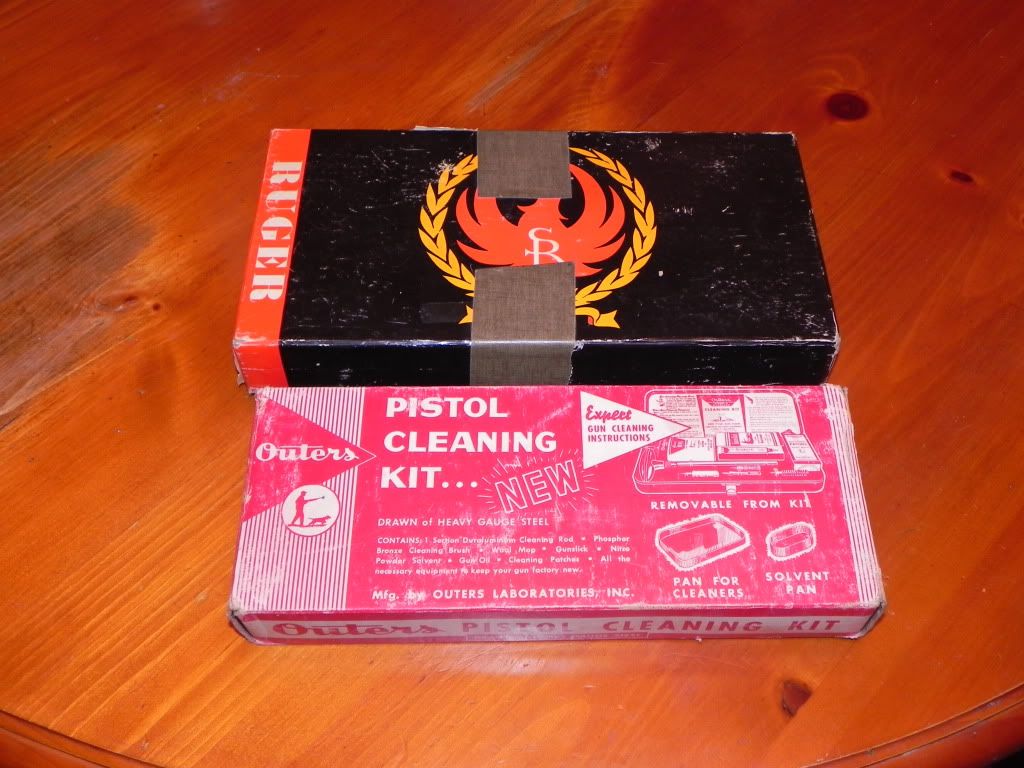 RUGER
SR
Outers
PISTOL
CLEANING
KIT...
NEW
DRAWN of HEAVY GAUGE STEEL
CONTAINS: 1 Section Duraluminum Cleaning Rod • Phosphor
Bronze Cleaning Brush • Wool Mop • Gunslick • Nitro
Powder Solvent • Gun Oil • Cleaning Patches • All the
necessary equipment to keep your gun factory new.
Mfg. by OUTERS LABORATORIES, INC.
Expert
GUN CLEANING
INSTRUCTIONS
CLEANING KIT
REMOVABLE FROM KIT
PAN FOR
CLEANERS
SOLVENT
PAN
Outers PISTOL CLEANING KIT